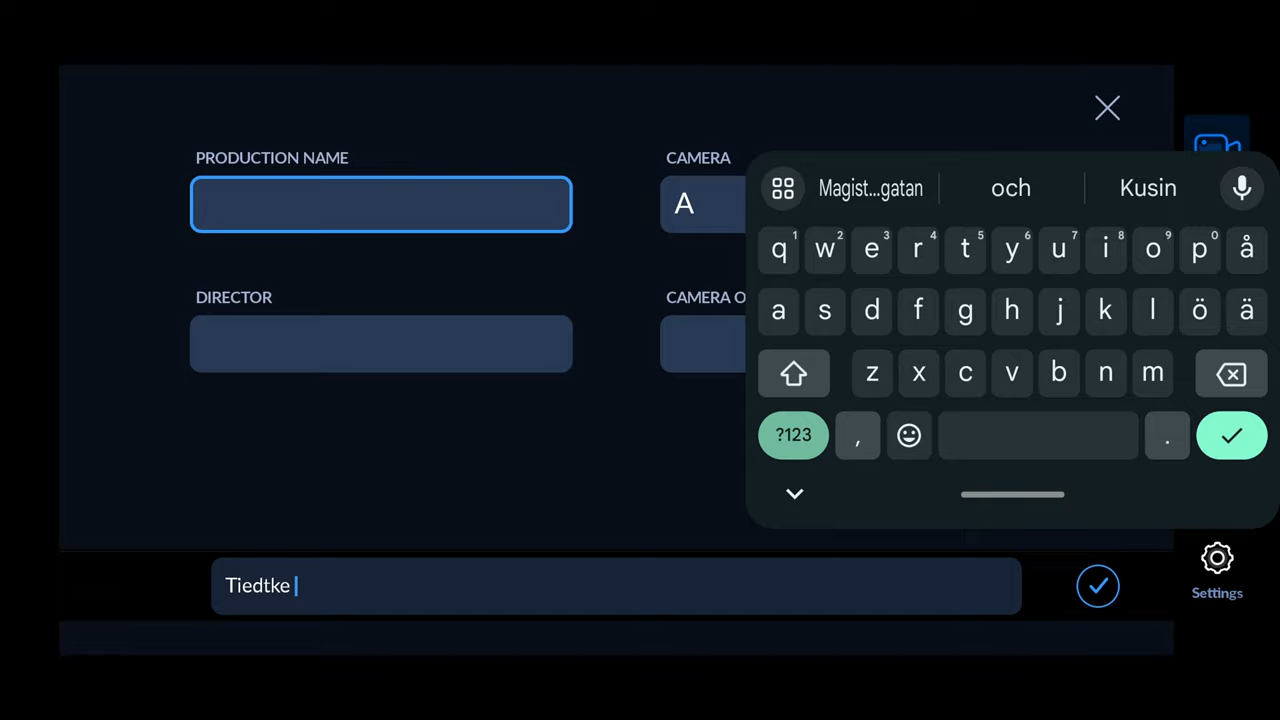 PRODUCTION NAME
CAMERA
A
DIRECTOR
CAMERA O
Magist...gatan och Kusin
q1 w2 e3 r4 t5 y6 u7 i8 o9 p0 å
a s d f g h j k l ö ä
z x c v b n m
?123 , .
Tiedtke
Settings